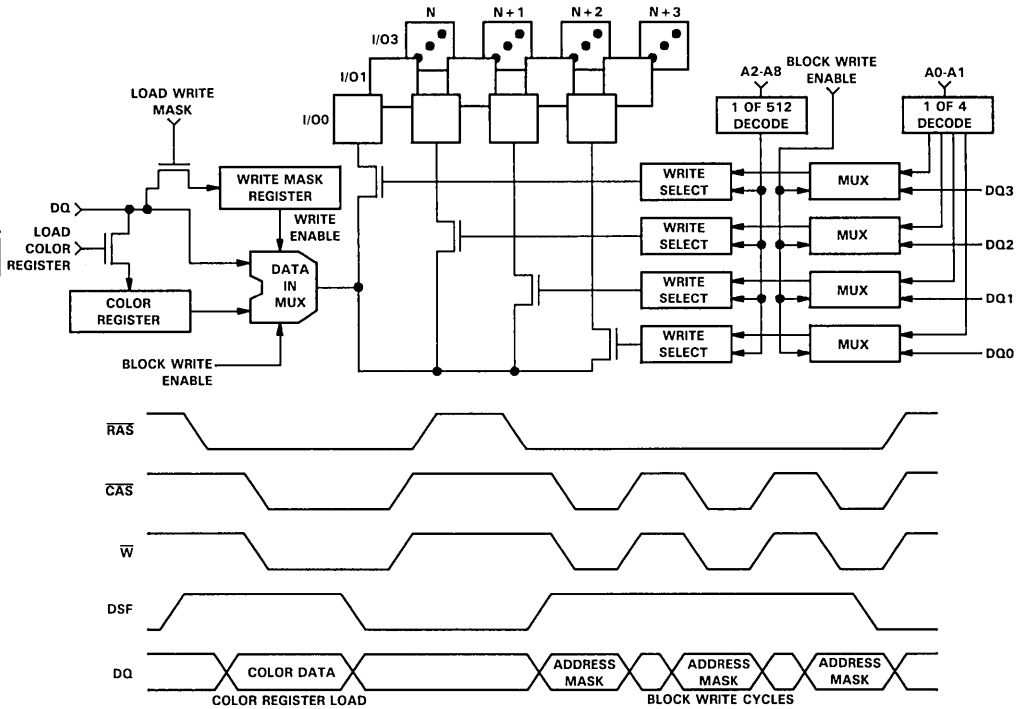 N N + 1 N + 2 N + 3
I/O3
I/O1
I/O0
LOAD WRITE
MASK
A2-A8
BLOCK WRITE
ENABLE
A0-A1
1 OF 512
DECODE
1 OF 4
DECODE
WRITE MASK
REGISTER
WRITE
SELECT
MUX
DQ3
DQ
WRITE
ENABLE
LOAD
COLOR
REGISTER
WRITE
SELECT
MUX
DQ2
DATA
IN
MUX
COLOR
REGISTER
WRITE
SELECT
MUX
DQ1
WRITE
SELECT
MUX
DQ0
BLOCK WRITE
ENABLE
RAS
CAS
W
DSF
DQ
COLOR DATA
ADDRESS
MASK
ADDRESS
MASK
ADDRESS
MASK
COLOR REGISTER LOAD
BLOCK WRITE CYCLES